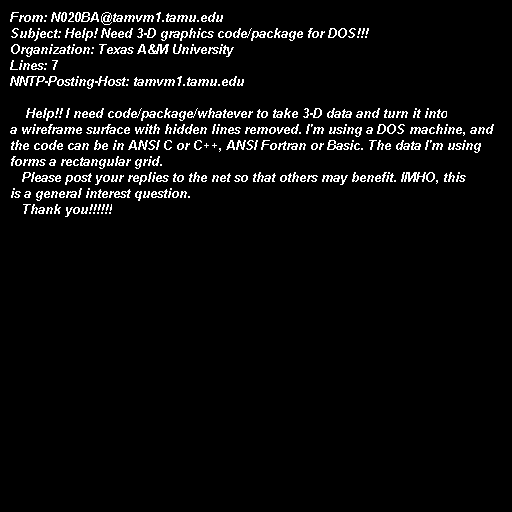 From: N020BA@tamvm1.tamu.edu
Subject: Help! Need 3-D graphics code/package for DOS!!!
Organization: Texas A&M University
Lines: 7
NNTP-Posting-Host: tamvm1.tamu.edu

Help!! I need code/package/whatever to take 3-D data and turn it into
a wireframe surface with hidden lines removed. I'm using a DOS machine, and
the code can be in ANSI C or C++, ANSI Fortran or Basic. The data I'm using
forms a rectangular grid.
Please post your replies to the net so that others may benefit. IMHO, this
is a general interest question.
Thank you!!!!!!